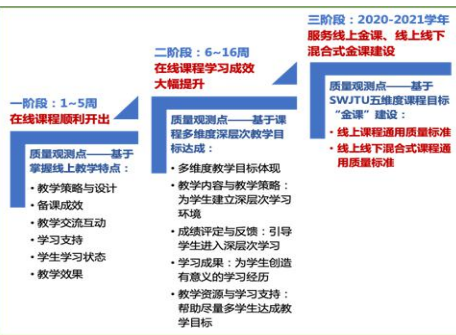 一阶段：1~5周
在线课程顺利开出
质量观测点——基于
掌握线上教学特点：
• 教学策略与设计
• 备课成效
• 教学交流互动
• 学习支持
• 学生学习状态
• 教学效果
二阶段：6~16周
在线课程学习成效
大幅提升
质量观测点——基于课
程多维度深层次教学目
标达成：
• 多维度教学目标体现
• 教学内容与教学策略：
为学生建立深层次学习
环境
• 成绩评定与反馈：引导
学生进入深层次学习
• 学习成果：为学生创造
有意义的学习经历
• 教学资源与学习支持：
帮助尽量多学生达成教
学目标
三阶段：2020-2021学年
服务线上金课、线上线下
混合式金课建设
质量观测点——基于
SWJTU五维度课程目标
“金课”建设：
• 线上课程通用质量标准
• 线上线下混合式课程通
用质量标准